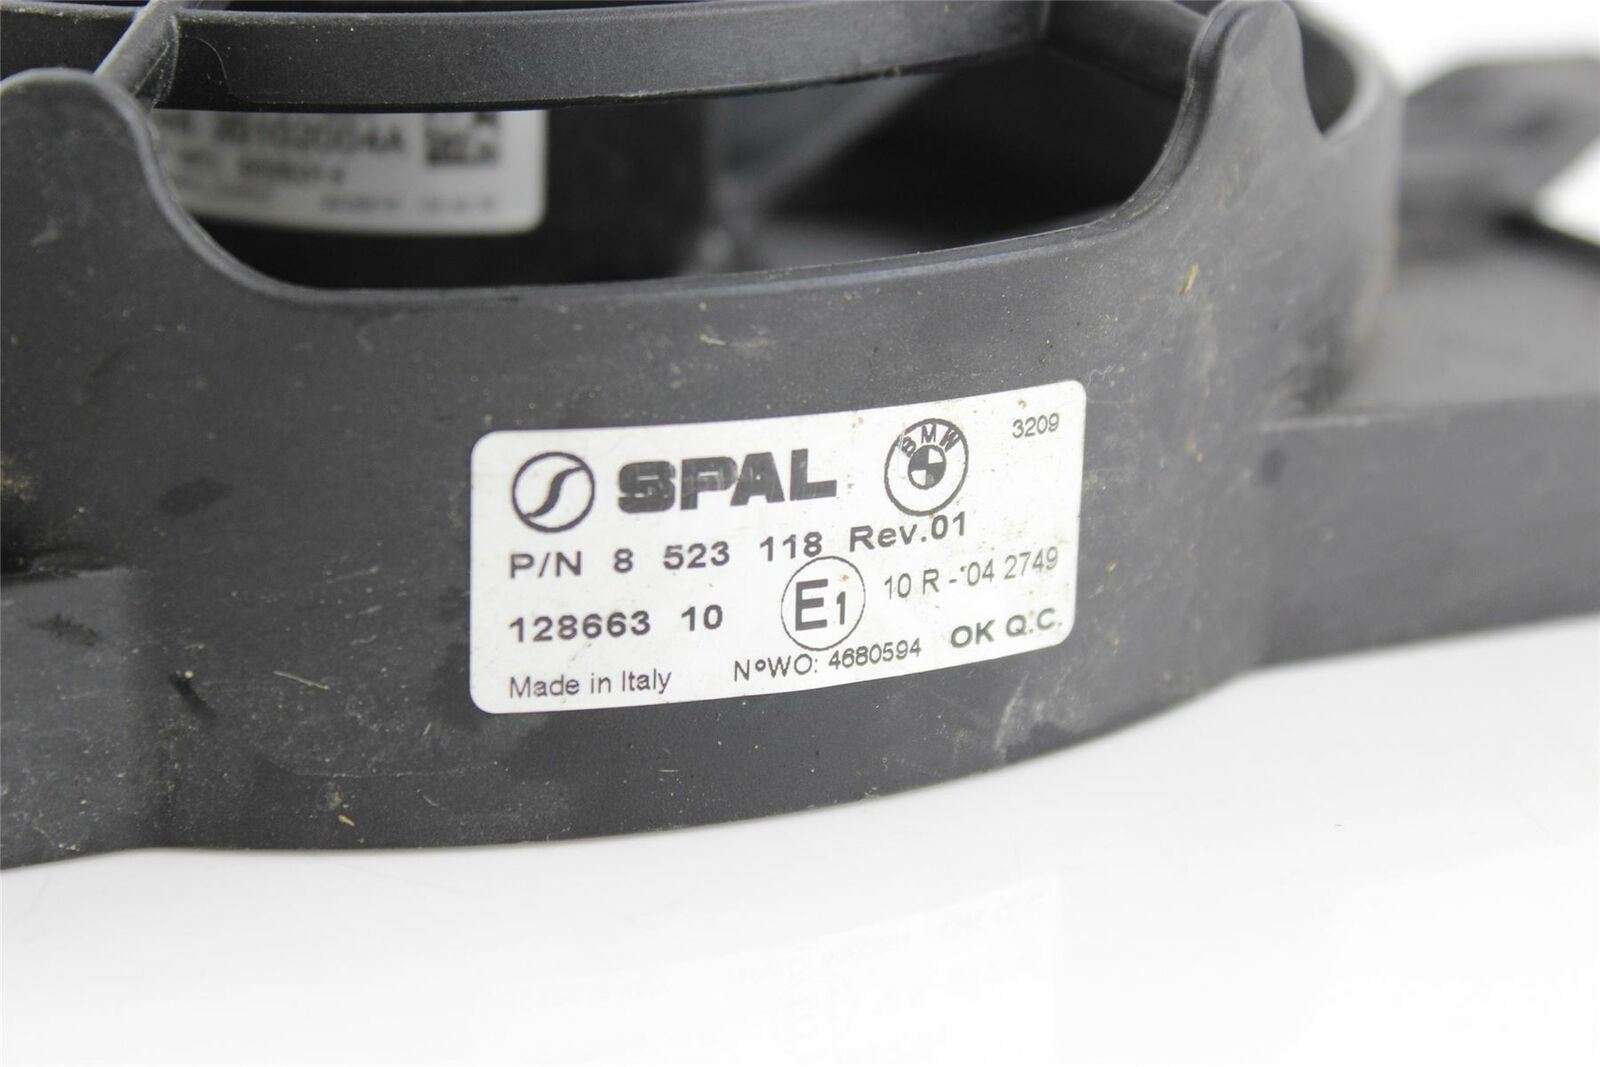 20102004A
SPAL BMW 3209
P/N 8 523 118 Rev.01
128663 10 E1 10 R - 04 2749
Made in Italy N°WO: 4680594 OK Q.C.